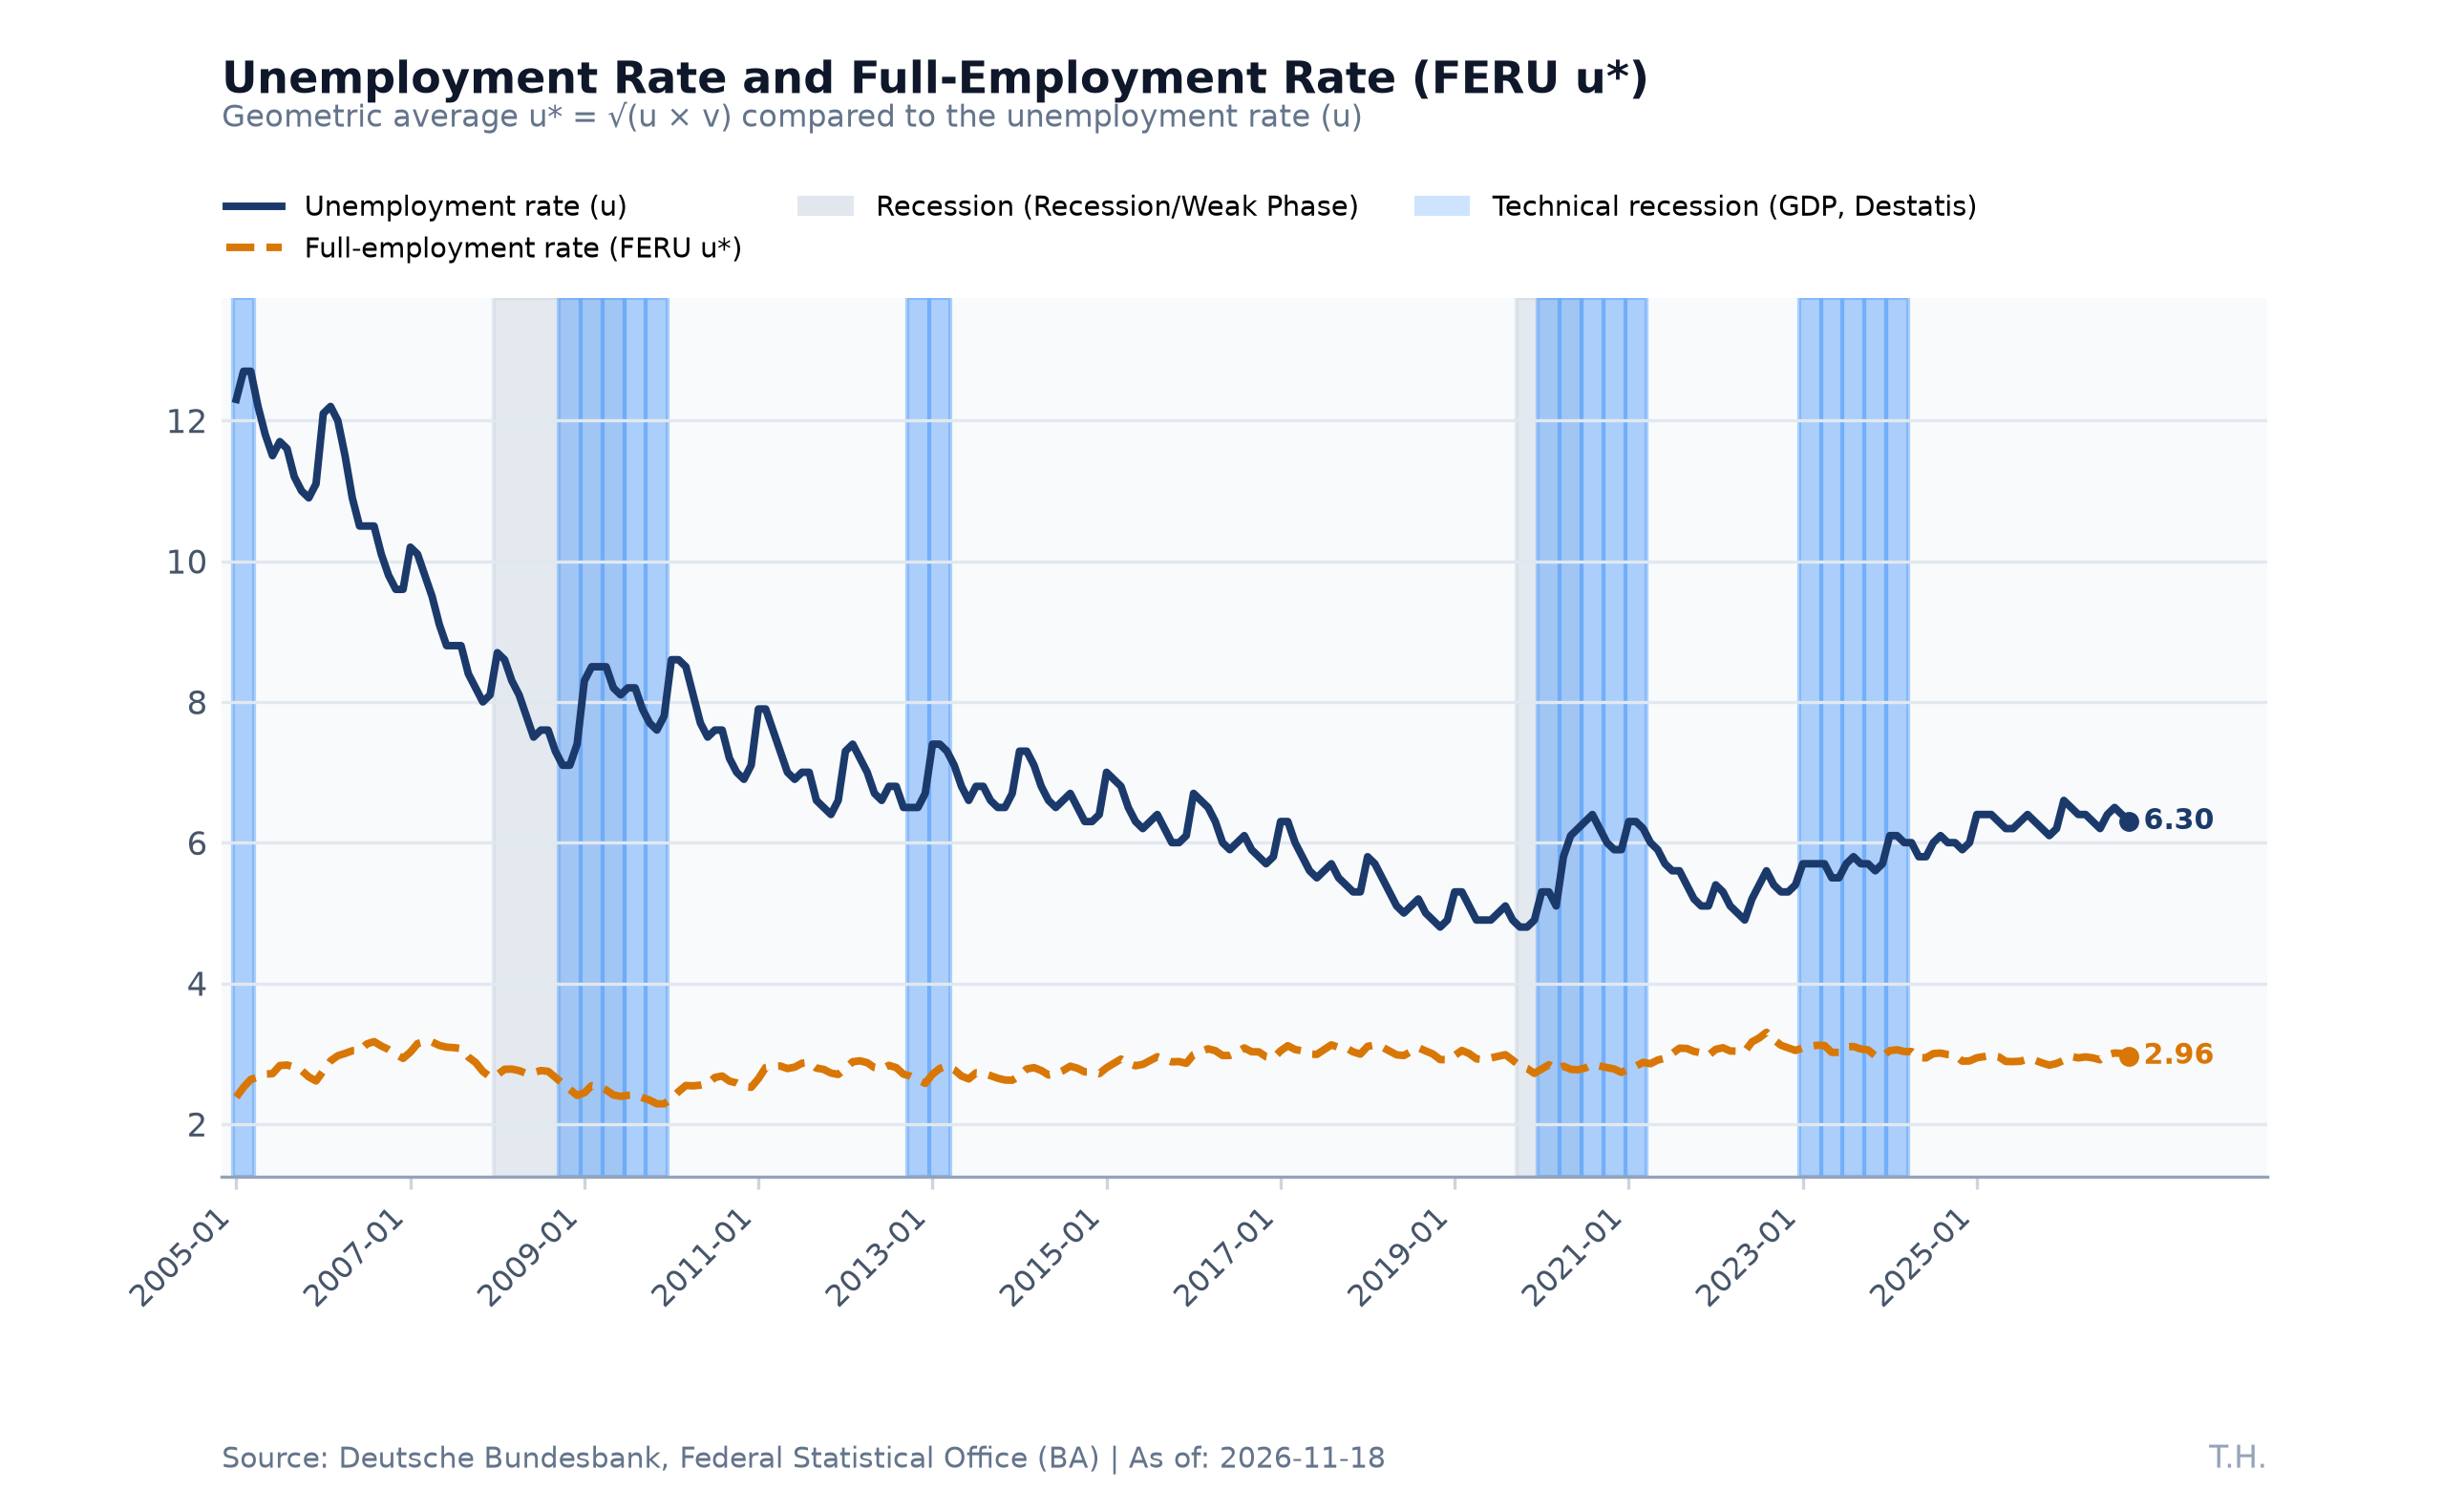 Unemployment Rate and Full-Employment Rate (FERU u*)
Geometric average u* = √(u × v) compared to the unemployment rate (u)
Unemployment rate (u)
Full-employment rate (FERU u*)
Recession (Recession/Weak Phase)
Technical recession (GDP, Destatis)
12
10
8
6
4
2
6.30
2.96
2005-01
2007-01
2009-01
2011-01
2013-01
2015-01
2017-01
2019-01
2021-01
2023-01
2025-01
Source: Deutsche Bundesbank, Federal Statistical Office (BA) | As of: 2026-11-18
T.H.